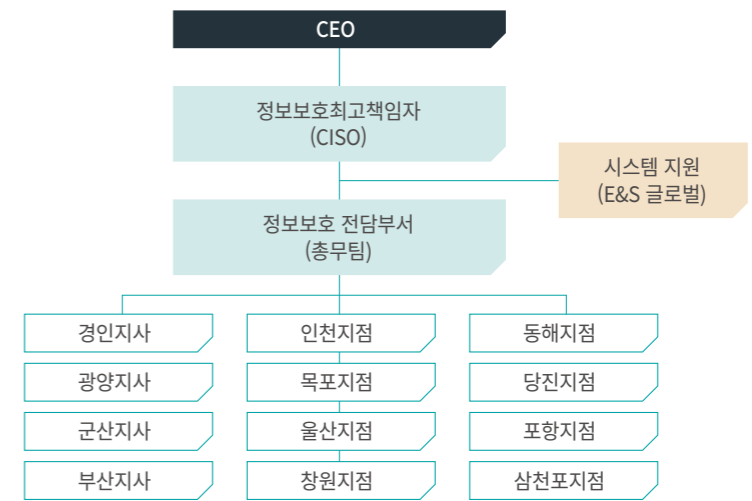 CEO
정보보호최고책임자
(CISO)
시스템 지원
(E&S 글로벌)
정보보호 전담부서
(총무팀)
경인지사
인천지점
동해지점
광양지사
목포지점
당진지점
군산지사
울산지점
포항지점
부산지사
창원지점
삼천포지점